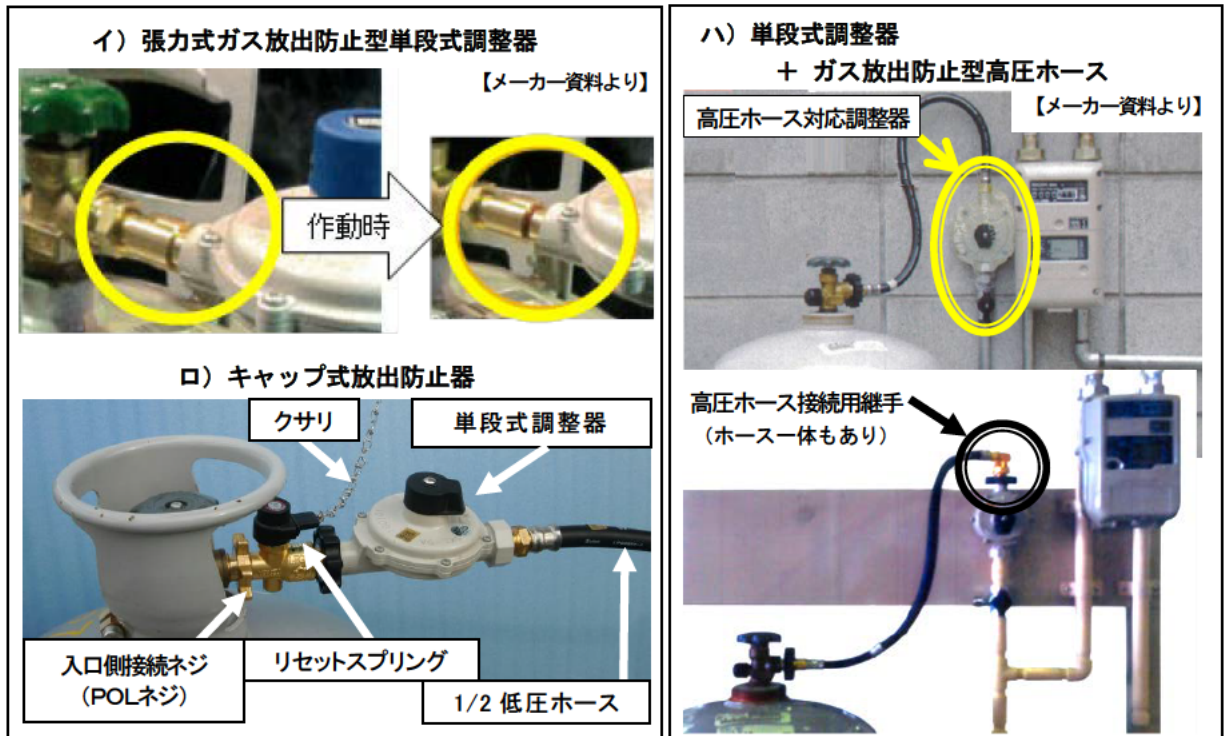 イ）張力式ガス放出防止型単段式調整器
【メーカー資料より】
作動時
ロ）キャップ式放出防止器
クサリ
単段式調整器
入口側接続ネジ
（POLネジ）
リセットスプリング
1/2 低圧ホース
ハ）単段式調整器
＋ ガス放出防止型高圧ホース
【メーカー資料より】
高圧ホース対応調整器
高圧ホース接続用継手
（ホース一体もあり）